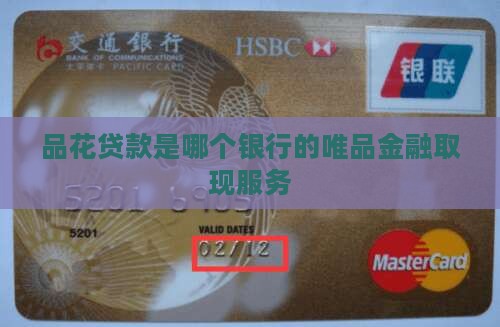 交通銀行 HSBC
BANK OF COMMUNICATIONS
太平洋卡 PACIFIC CARD
银联
品花贷款是哪个银行的唯品金融取
现服务
5201
5201 VALID DATES
02/12
MasterCard